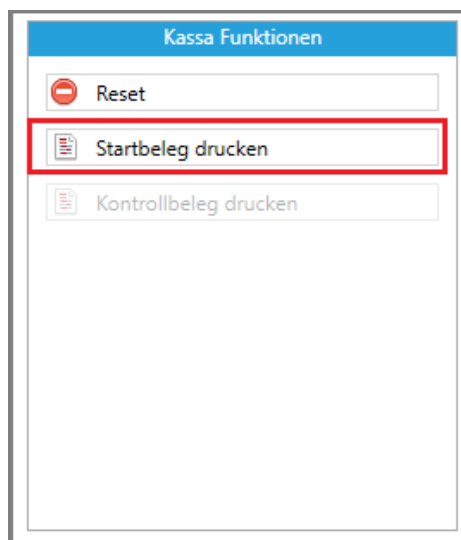 Kassa Funktionen
Reset
Startbeleg drucken
Kontrollbeleg drucken